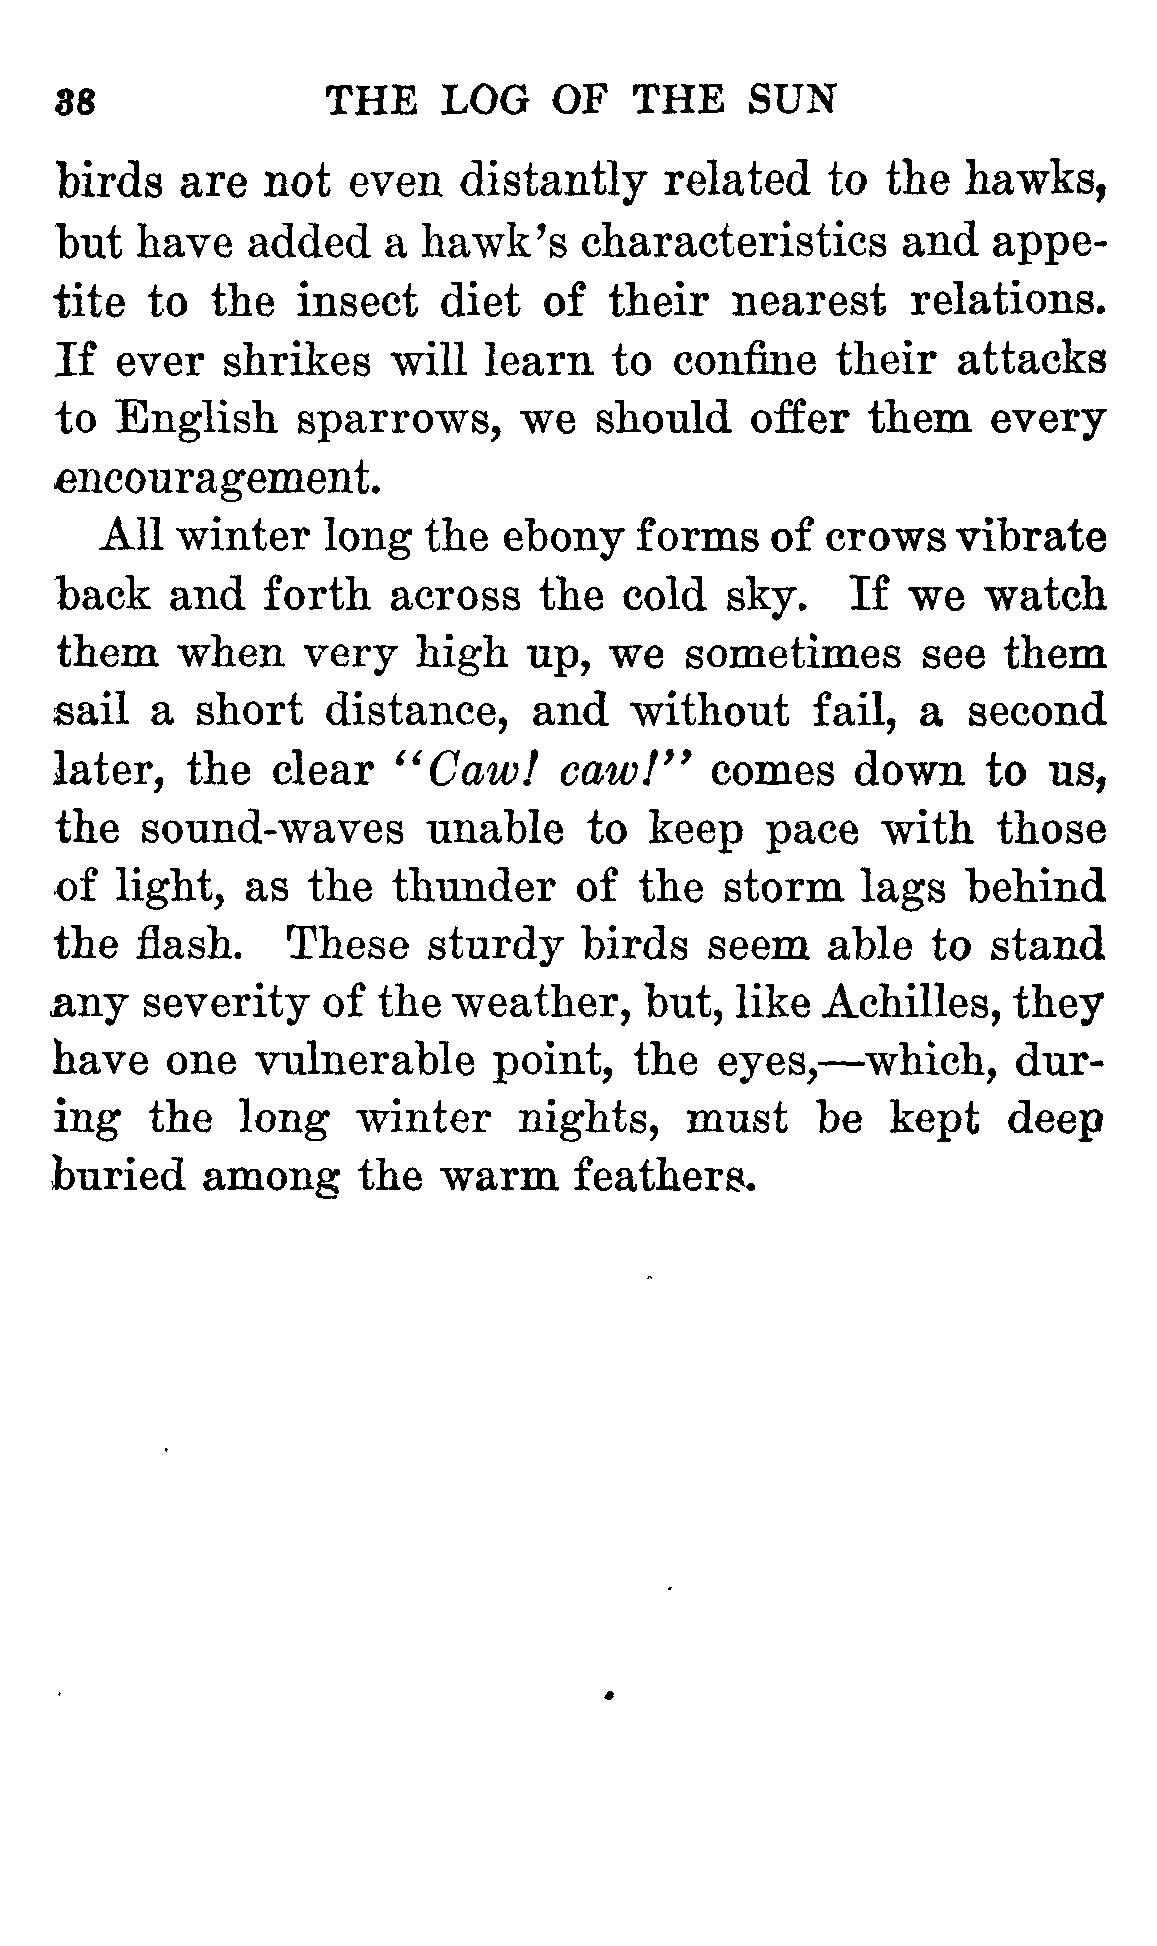 38 THE LOG OF THE SUN
birds are not even distantly related to the hawks,
but have added a hawk's characteristics and appe-
tite to the insect diet of their nearest relations.
If ever shrikes will learn to confine their attacks
to English sparrows, we should offer them every
encouragement.
All winter long the ebony forms of crows vibrate
back and forth across the cold sky. If we watch
them when very high up, we sometimes see them
sail a short distance, and without fail, a second
later, the clear "Caw! caw!" comes down to us,
the sound-waves unable to keep pace with those
of light, as the thunder of the storm lags behind
the flash. These sturdy birds seem able to stand
any severity of the weather, but, like Achilles, they
have one vulnerable point, the eyes,—which, dur-
ing the long winter nights, must be kept deep
buried among the warm feathers.